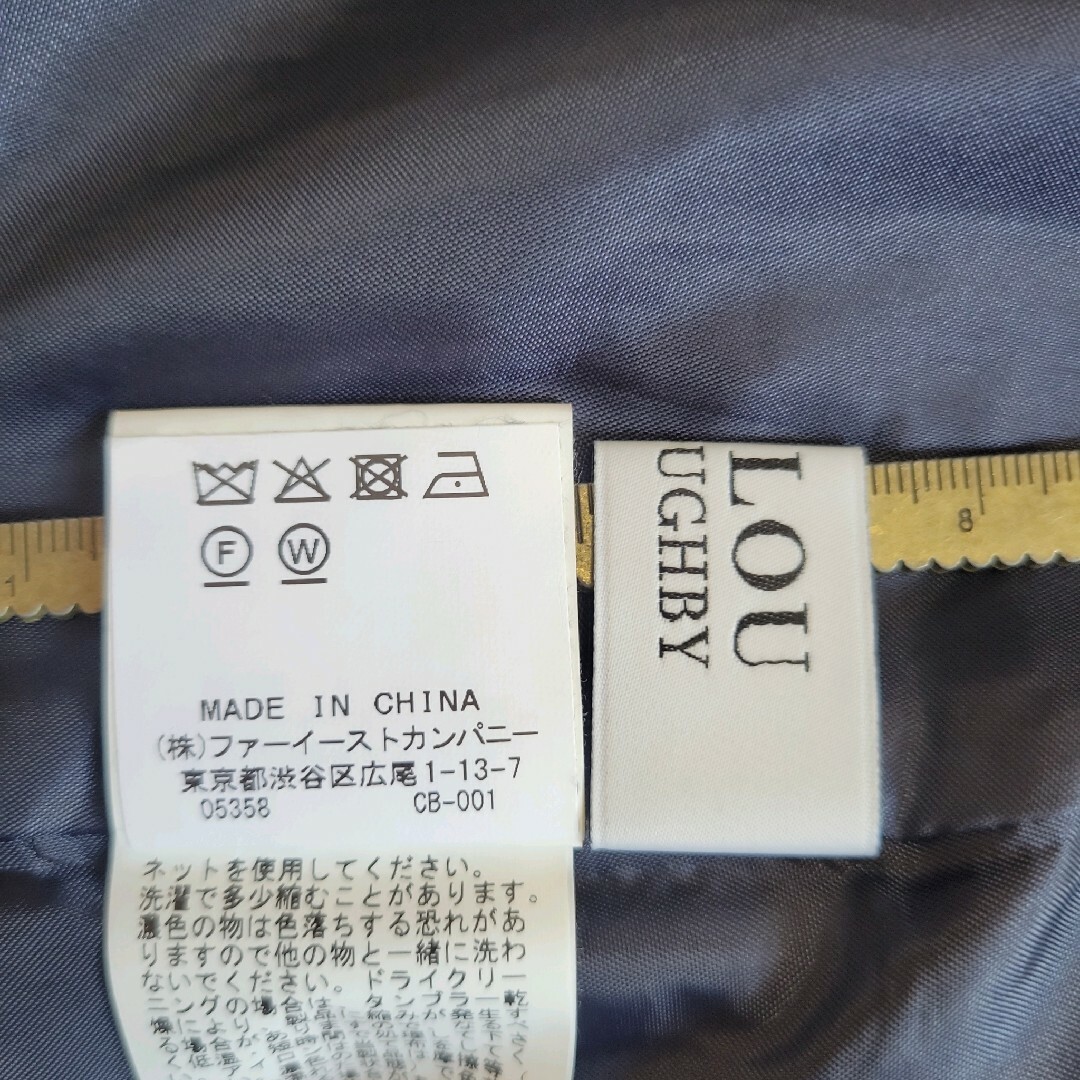 F W
MADE IN CHINA
(株)ファーイーストカンパニー
東京都渋谷区広尾1-13-7
05358 CB-001
ネットを使用してください。
洗濯で多少縮むことがあります。
濃色の物は色落ちする恐れがあ
りますので他の物と一緒に洗わ
ないでください。ドライクリー
ニングの場合は、タンブラー乾
LOU
UGHBY
1
8